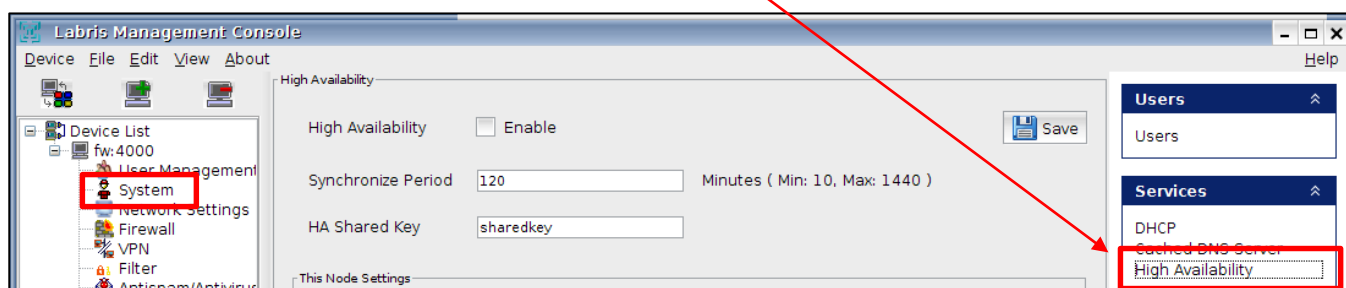 Labris Management Console
Device File Edit View About Help
Device List
fw:4000
User Management
System
Network Settings
Firewall
VPN
Filter
Antispam/Antivirus
High Availability
High Availability Enable Save
Synchronize Period 120 Minutes ( Min: 10, Max: 1440 )
HA Shared Key sharedkey
This Node Settings
Users
Users
Services
DHCP
Cached DNS Server
High Availability